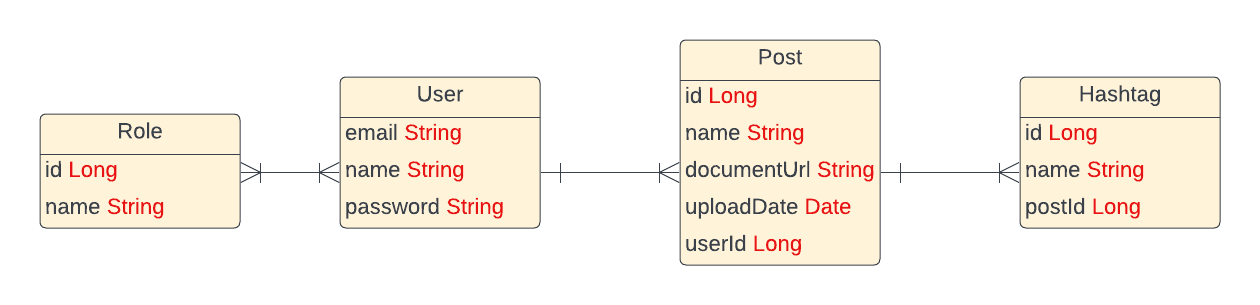 Role
id Long
name String
User
email String
name String
password String
Post
id Long
name String
documentUrl String
uploadDate Date
userId Long
Hashtag
id Long
name String
postId Long